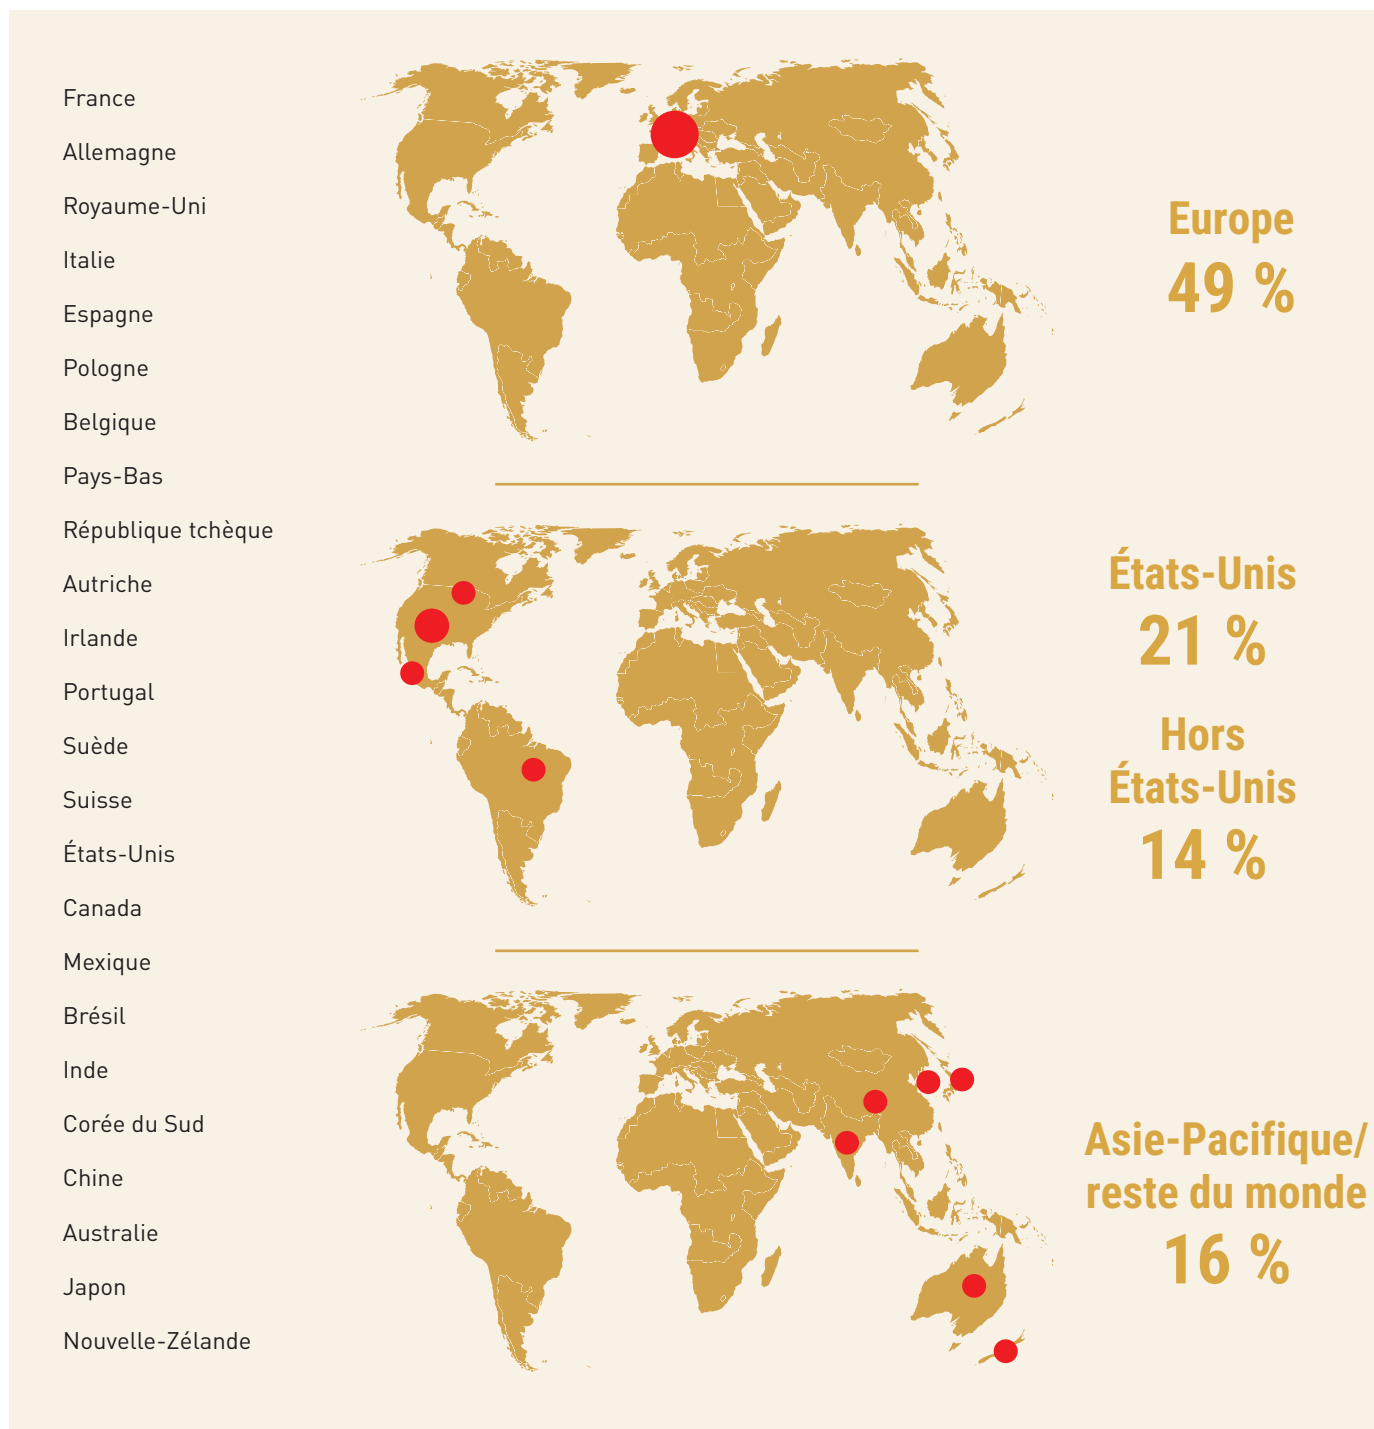 France
Allemagne
Royaume-Uni
Italie
Espagne
Pologne
Belgique
Pays-Bas
République tchèque
Autriche
Irlande
Portugal
Suède
Suisse
États-Unis
Canada
Mexique
Brésil
Inde
Corée du Sud
Chine
Australie
Japon
Nouvelle-Zélande
Europe
49 %
États-Unis
21 %
Hors
États-Unis
14 %
Asie-Pacifique/
reste du monde
16 %